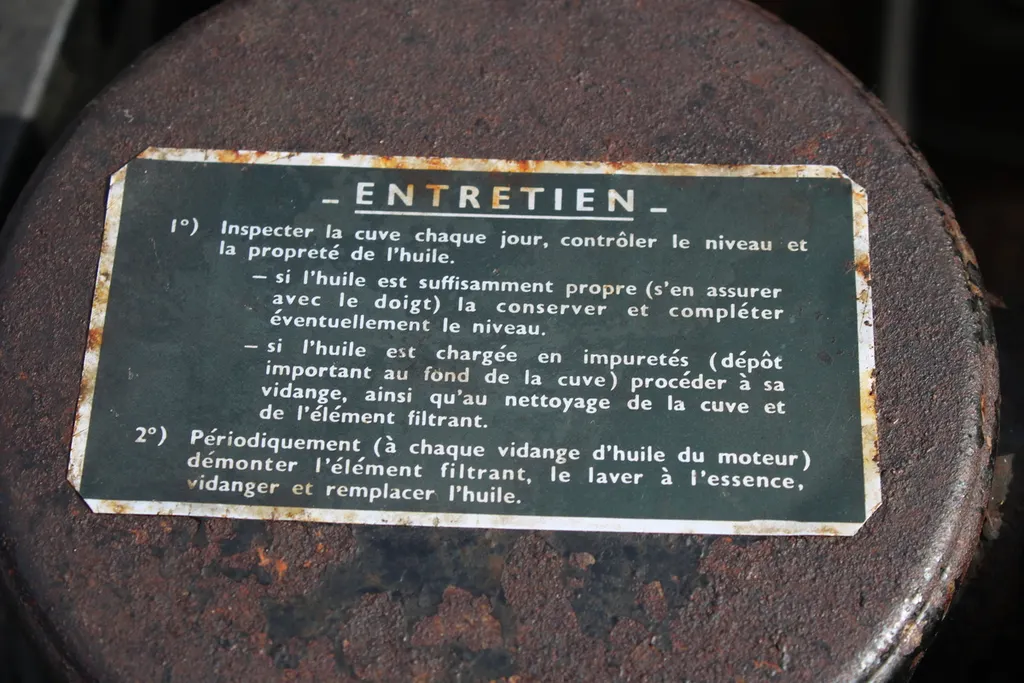 - ENTRETIEN -
1°) Inspecter la cuve chaque jour, contrôler le niveau et
la propreté de l'huile.
– si l'huile est suffisamment propre (s'en assurer
avec le doigt) la conserver et compléter
éventuellement le niveau.
– si l'huile est chargée en impuretés (dépôt
important au fond de la cuve) procéder à sa
vidange, ainsi qu'au nettoyage de la cuve et
de l'élément filtrant.
2°) Périodiquement (à chaque vidange d'huile du moteur)
démonter l'élément filtrant, le laver à l'essence,
vidanger et remplacer l'huile.